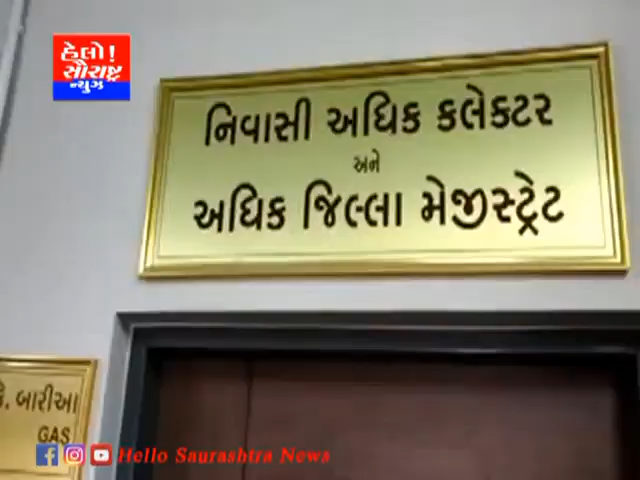 હેલો!
સૌરાષ્ટ્ર
ન્યુઝ
નિવાસી અધિક કલેક્ટર
અને
અધિક જિલ્લા મેજીસ્ટ્રેટ
કે. બારીઆ
GAS
Hello Saurashtra News